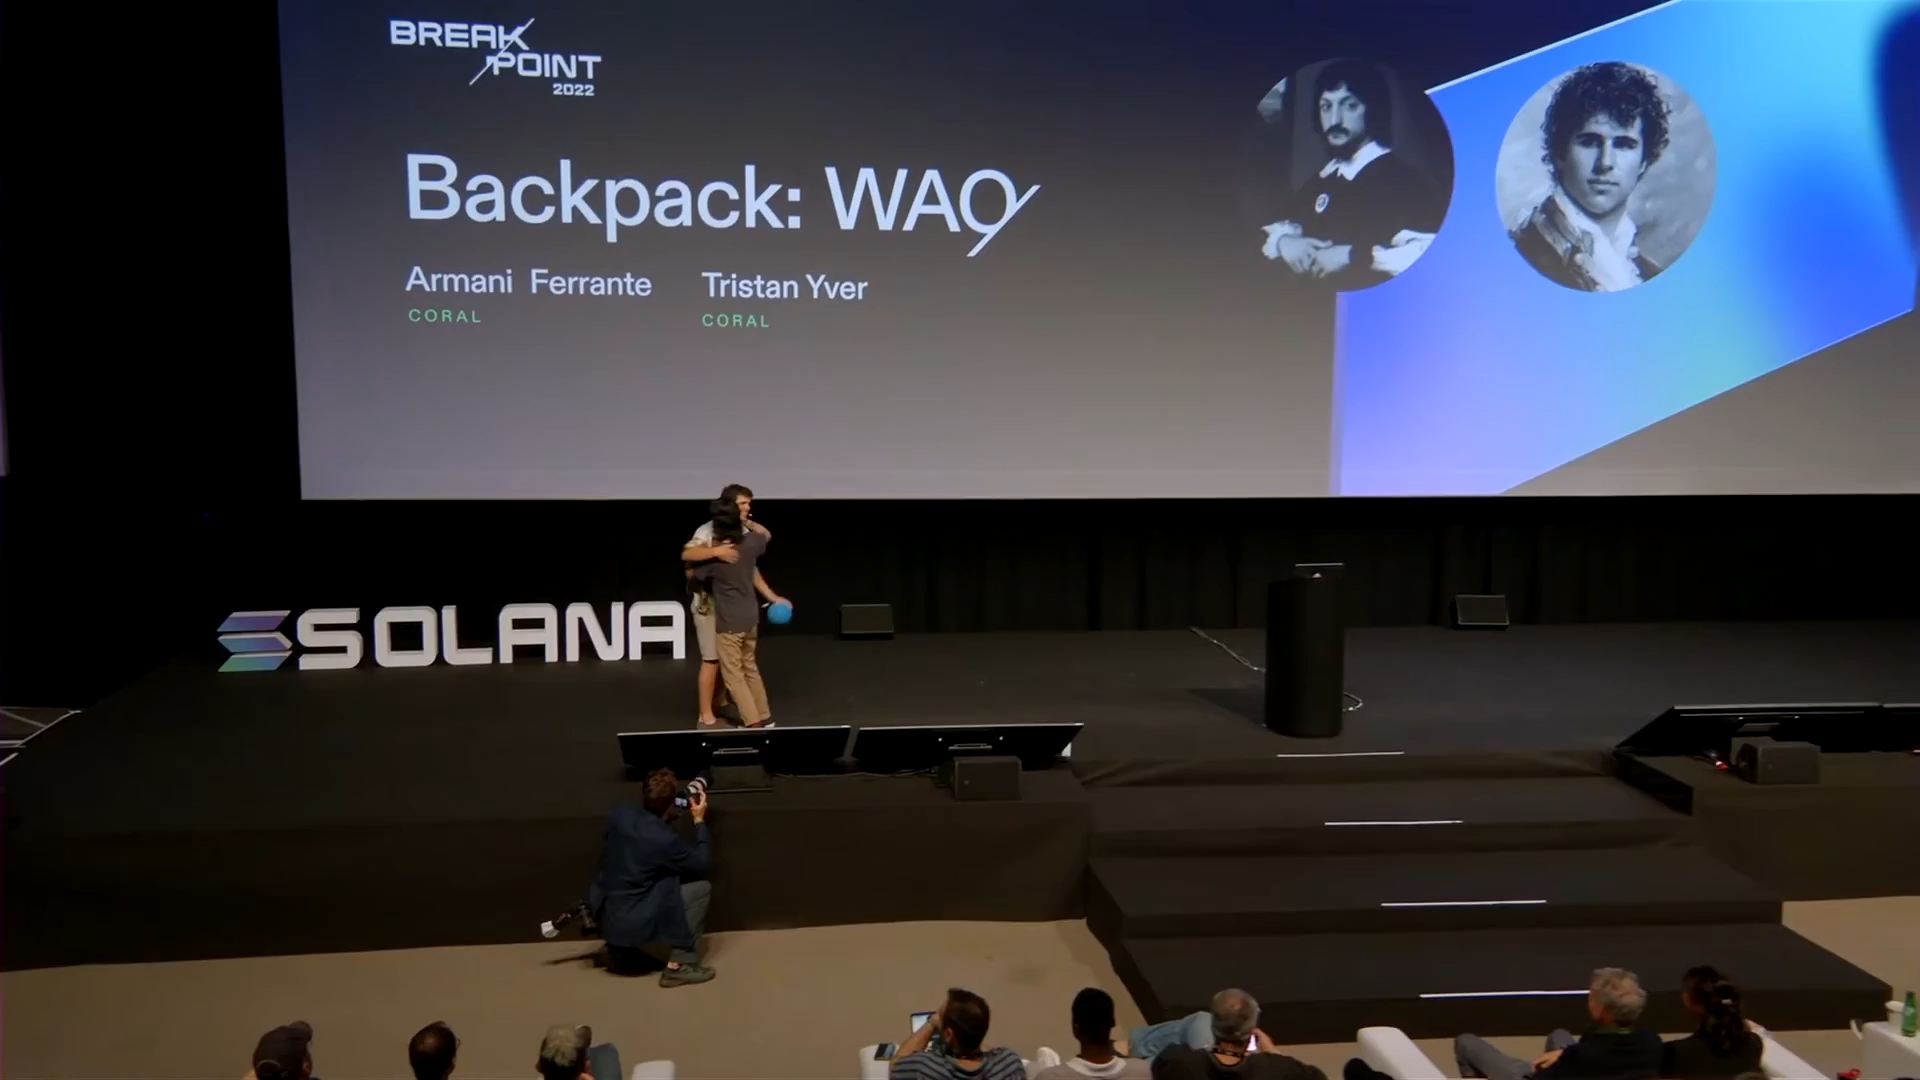 BREAK
POINT
2022
Backpack: WAO
Armani Ferrante
CORAL
Tristan Yver
CORAL
SOLANA